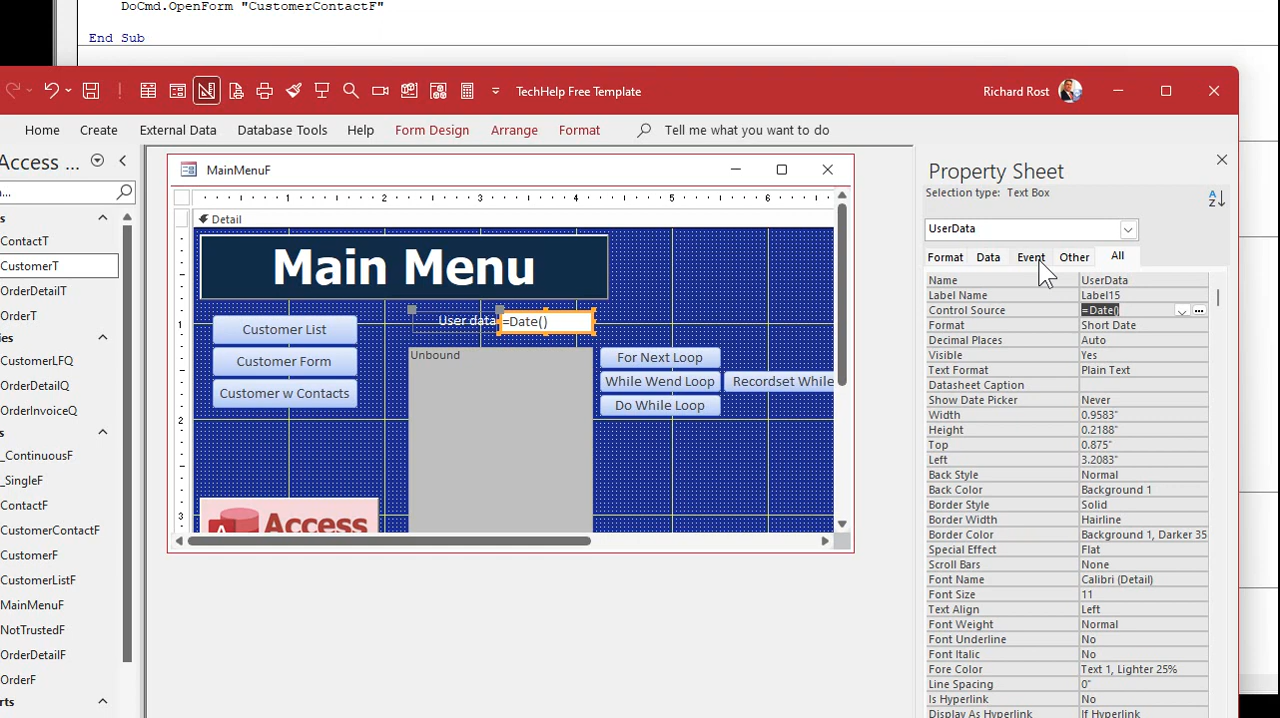 DoCmd.OpenForm "CustomerContactF"
End Sub
TechHelp Free Template
Richard Rost
Home Create External Data Database Tools Help Form Design Arrange Format Tell me what you want to do
Access ...
MainMenuF
1 2 3 4 5 6
Detail
Main Menu
Customer List
Customer Form
Customer w Contacts
User data
=Date()
Unbound
For Next Loop
While Wend Loop
Recordset While
Do While Loop
1
2
3
Access
ContactT
CustomerT
OrderDetailT
OrderT
CustomerLFQ
OrderDetailQ
OrderInvoiceQ
_ContinuousF
_SingleF
ContactF
CustomerContactF
CustomerF
CustomerListF
MainMenuF
NotTrustedF
OrderDetailF
OrderF
Property Sheet
Selection type: Text Box
A
Z
UserData
Format Data Event Other All
Name UserData
Label Name Label15
Control Source =Date()
Format Short Date
Decimal Places Auto
Visible Yes
Text Format Plain Text
Datasheet Caption
Show Date Picker Never
Width 0.9583"
Height 0.2188"
Top 0.875"
Left 3.2083"
Back Style Normal
Back Color Background 1
Border Style Solid
Border Width Hairline
Border Color Background 1, Darker 35
Special Effect Flat
Scroll Bars None
Font Name Calibri (Detail)
Font Size 11
Text Align Left
Font Weight Normal
Font Underline No
Font Italic No
Fore Color Text 1, Lighter 25%
Line Spacing 0"
Is Hyperlink No
Display As Hyperlink If Hyperlink